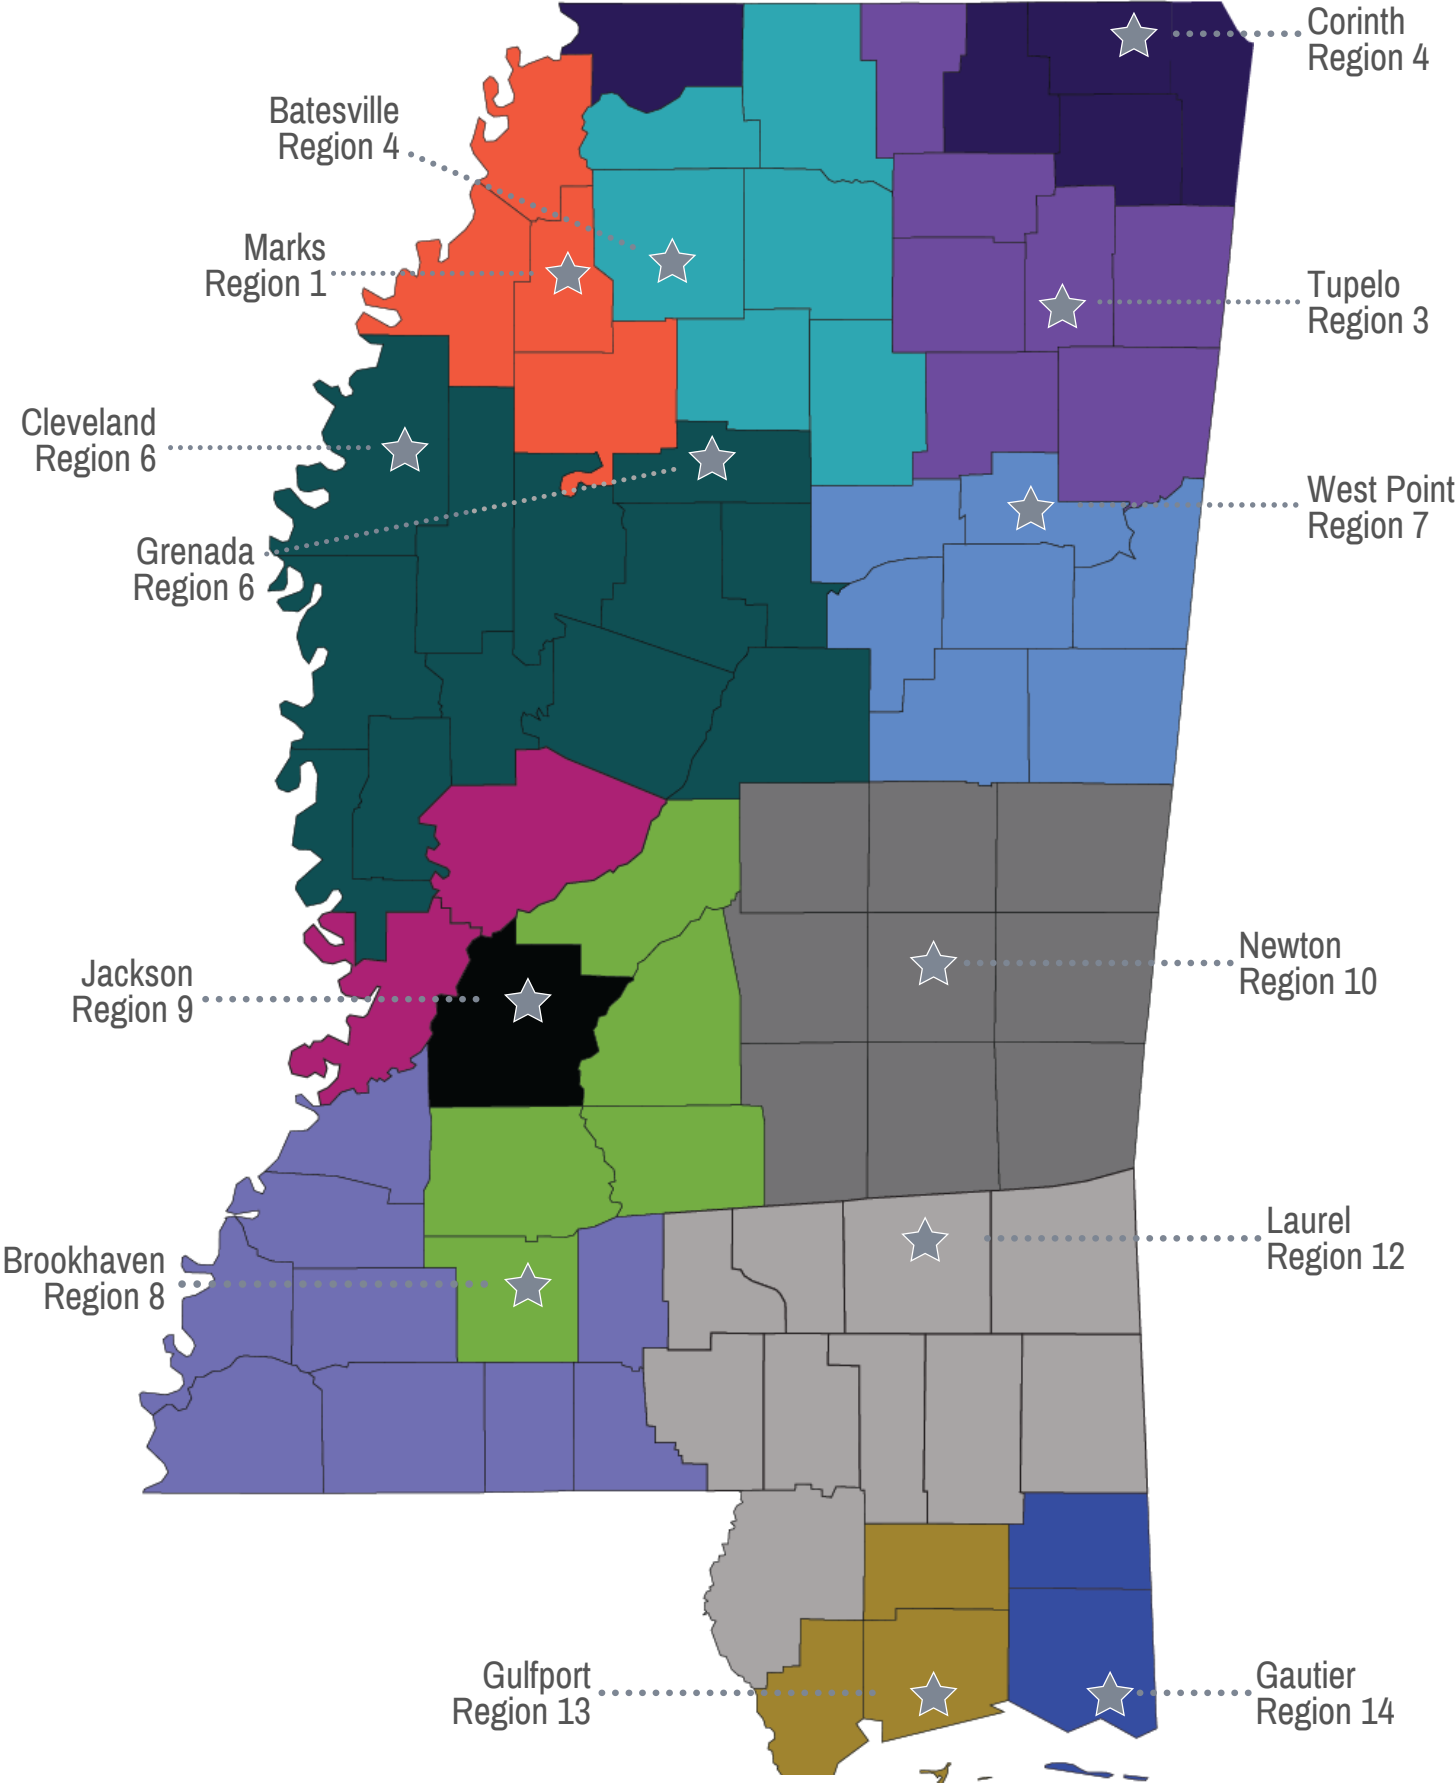 Corinth
Region 4
Batesville
Region 4
Marks
Region 1
Tupelo
Region 3
Cleveland
Region 6
West Point
Region 7
Grenada
Region 6
Newton
Region 10
Jackson
Region 9
Laurel
Region 12
Brookhaven
Region 8
Gulfport
Region 13
Gautier
Region 14